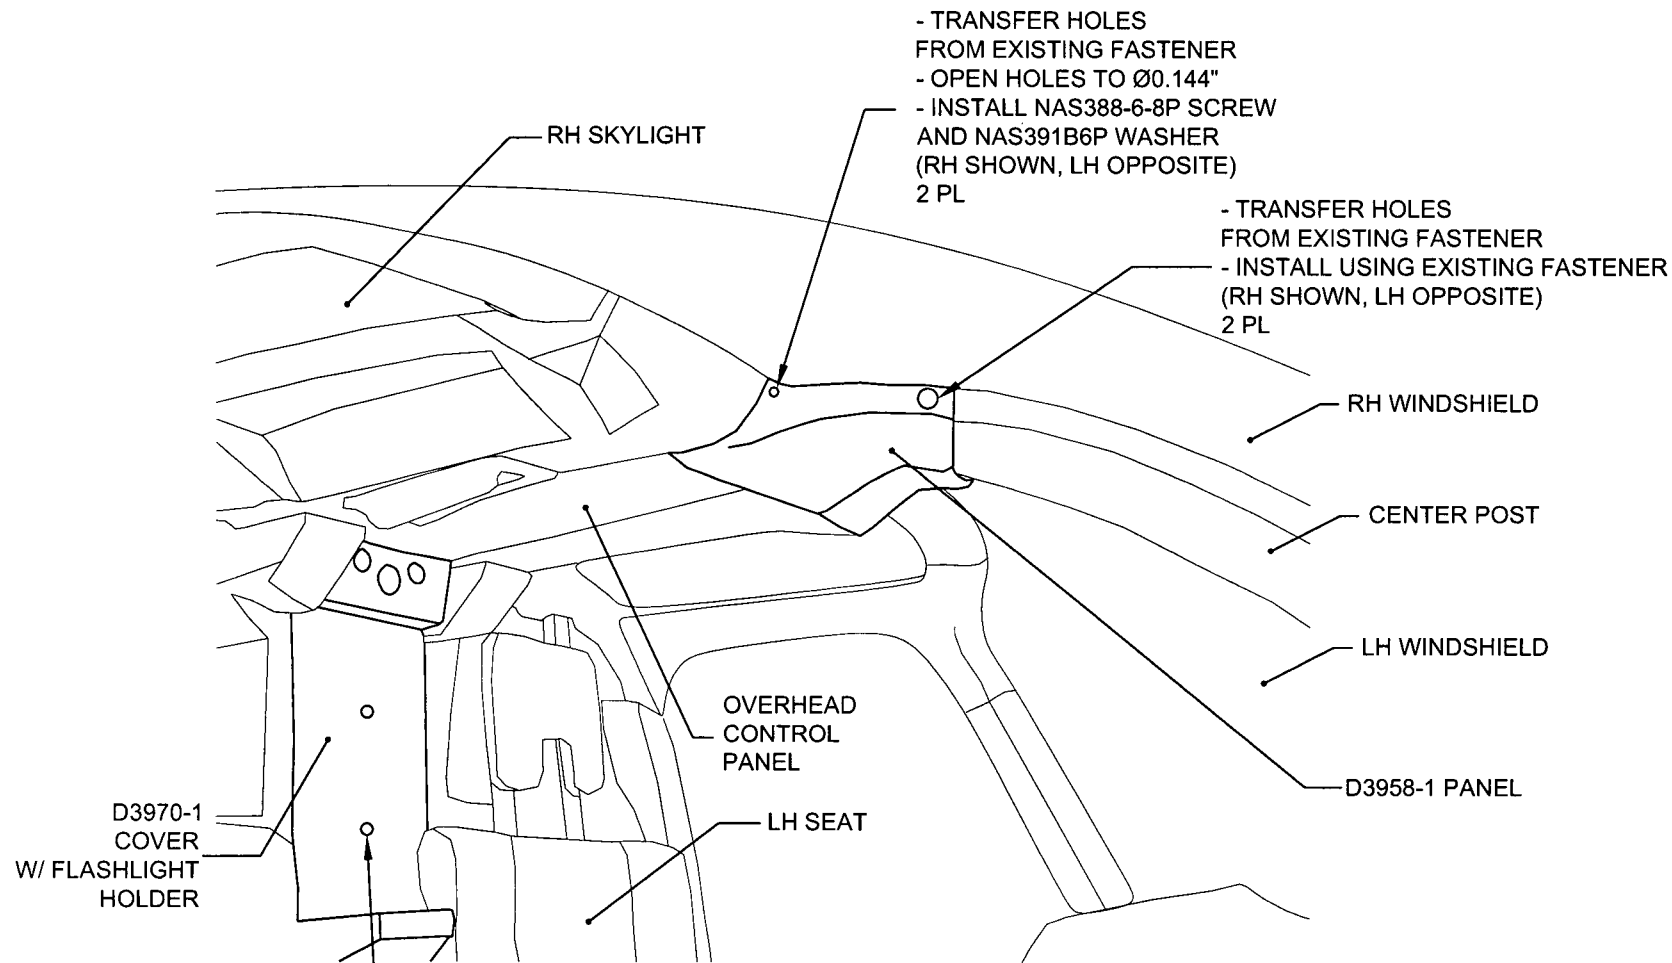 - TRANSFER HOLES
FROM EXISTING FASTENER
- OPEN HOLES TO Ø0.144"
- INSTALL NAS388-6-8P SCREW
AND NAS391B6P WASHER
(RH SHOWN, LH OPPOSITE)
2 PL
RH SKYLIGHT
- TRANSFER HOLES
FROM EXISTING FASTENER
- INSTALL USING EXISTING FASTENER
(RH SHOWN, LH OPPOSITE)
2 PL
RH WINDSHIELD
CENTER POST
LH WINDSHIELD
OVERHEAD
CONTROL
PANEL
D3958-1 PANEL
D3970-1
COVER
W/ FLASHLIGHT
HOLDER
LH SEAT